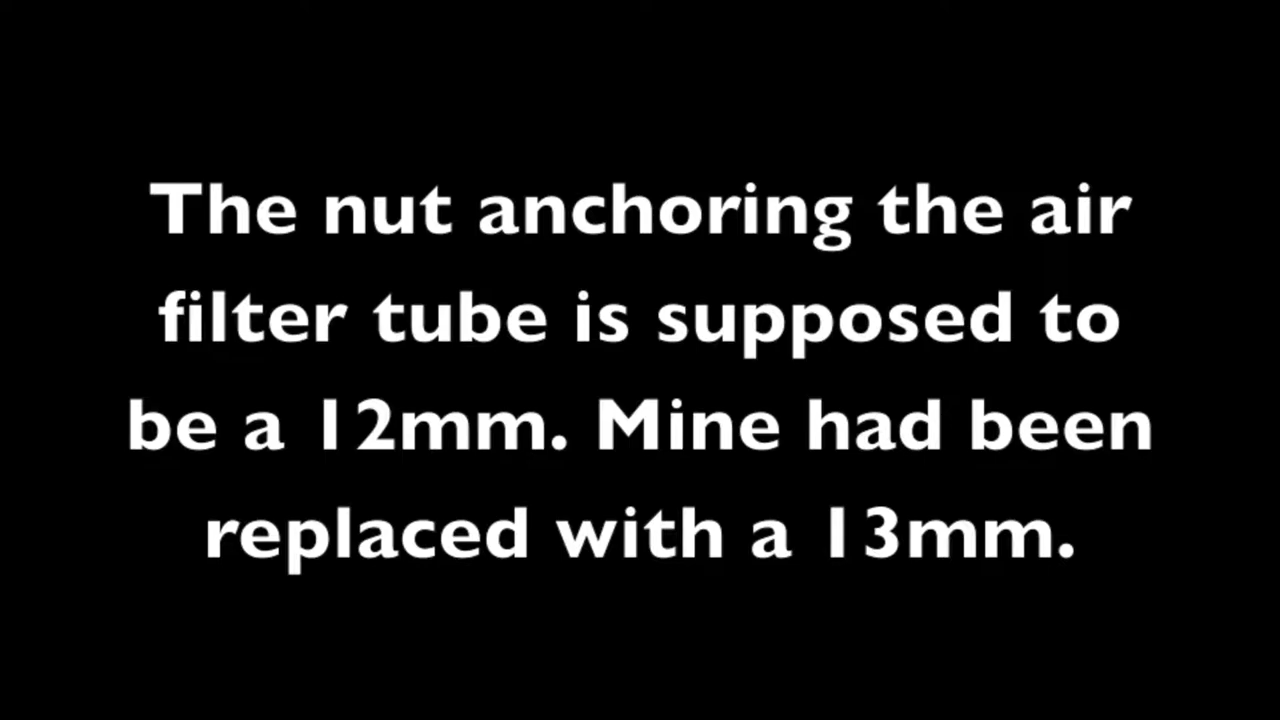 The nut anchoring the air
filter tube is supposed to
be a 12mm. Mine had been
replaced with a 13mm.